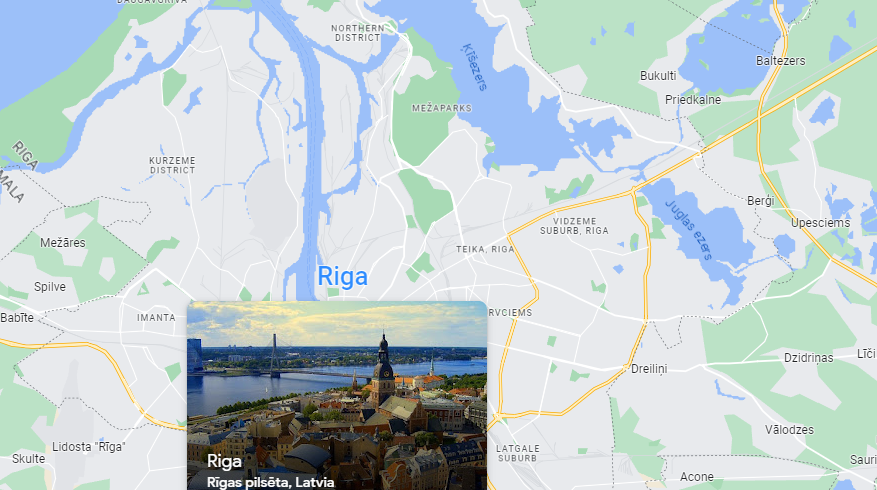 DAUGAVGRĪVA
NORTHERN
DISTRICT
Ķīšezers
Baltezers
Bukulti
Priedkalne
MEŽAPARKS
RIGA
MALA
KURZEME
DISTRICT
Berģi
Juglas ezers
VIDZEME
SUBURB, RIGA
Upesciems
Mežāres
TEIKA, RIGA
Riga
Spilve
Babīte
IMANTA
RVCIEMS
Dzidriņas
Līči
Dreiliņi
Vālodzes
Lidosta "Rīga"
Skulte
LATGALE
SUBURB
Sauri
Acone
Riga
Rīgas pilsēta, Latvia